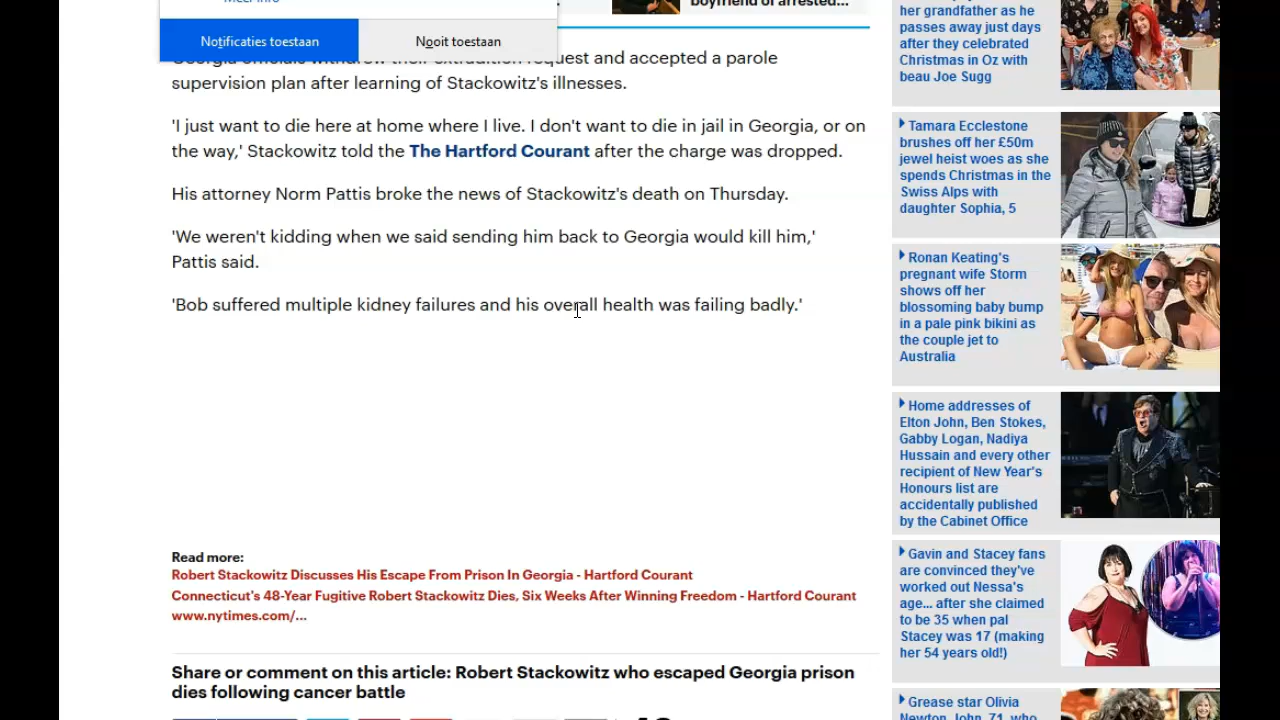 boyfriend of arrested...
Meer info
Notificaties toestaan
Nooit toestaan
Georgia officials withdrew their extradition request and accepted a parole
supervision plan after learning of Stackowitz's illnesses.
'I just want to die here at home where I live. I don't want to die in jail in Georgia, or on
the way,' Stackowitz told the The Hartford Courant after the charge was dropped.
His attorney Norm Pattis broke the news of Stackowitz's death on Thursday.
'We weren't kidding when we said sending him back to Georgia would kill him,'
Pattis said.
'Bob suffered multiple kidney failures and his overall health was failing badly.'
Read more:
Robert Stackowitz Discusses His Escape From Prison In Georgia - Hartford Courant
Connecticut's 48-Year Fugitive Robert Stackowitz Dies, Six Weeks After Winning Freedom - Hartford Courant
www.nytimes.com/...
Share or comment on this article: Robert Stackowitz who escaped Georgia prison
dies following cancer battle
her grandfather as he
passes away just days
after they celebrated
Christmas in Oz with
beau Joe Sugg
Tamara Ecclestone
brushes off her £50m
jewel heist woes as she
spends Christmas in the
Swiss Alps with
daughter Sophia, 5
Ronan Keating's
pregnant wife Storm
shows off her
blossoming baby bump
in a pale pink bikini as
the couple jet to
Australia
Home addresses of
Elton John, Ben Stokes,
Gabby Logan, Nadiya
Hussain and every other
recipient of New Year's
Honours list are
accidentally published
by the Cabinet Office
Gavin and Stacey fans
are convinced they've
worked out Nessa's
age... after she claimed
to be 35 when pal
Stacey was 17 (making
her 54 years old!)
Grease star Olivia
Newton John, 71, who